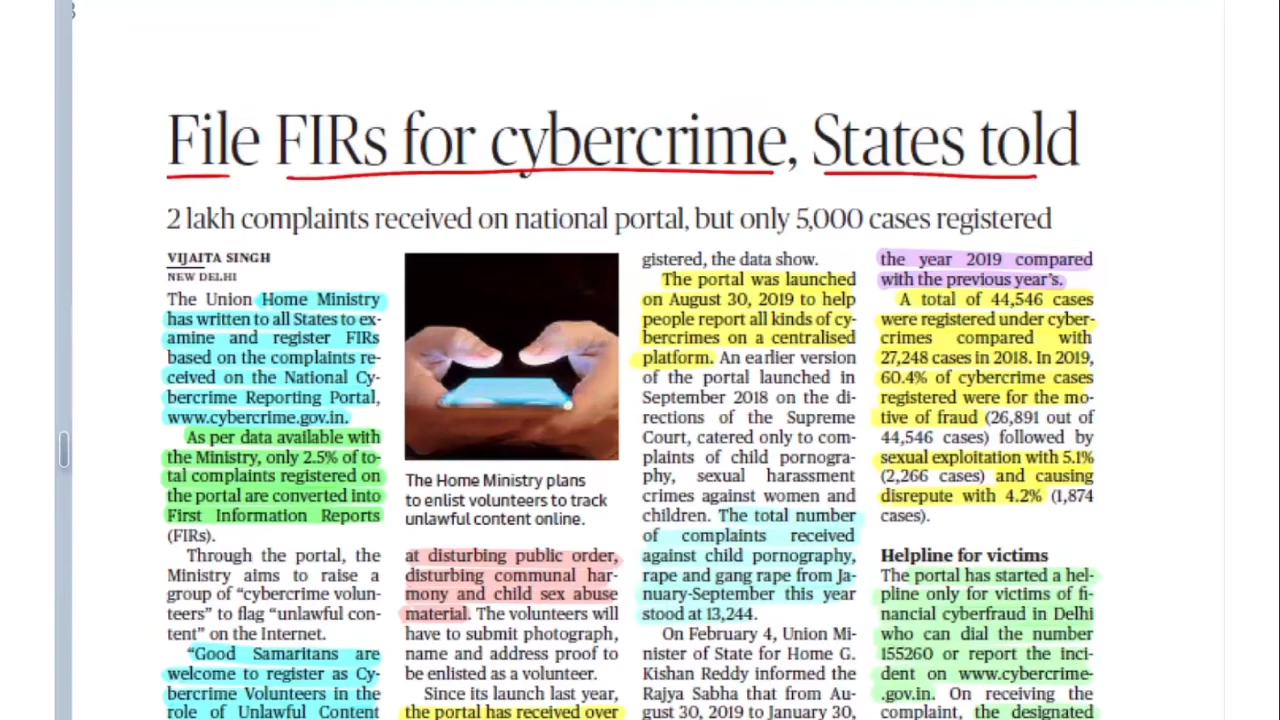 File FIRs for cybercrime, States told
2 lakh complaints received on national portal, but only 5,000 cases registered
VIJAITA SINGH
NEW DELHI
The Union Home Ministry
has written to all States to ex-
amine and register FIRs
based on the complaints re-
ceived on the National Cy-
bercrime Reporting Portal,
www.cybercrime.gov.in.
As per data available with
the Ministry, only 2.5% of to-
tal complaints registered on
the portal are converted into
First Information Reports
(FIRs).
Through the portal, the
Ministry aims to raise a
group of “cybercrime volun-
teers” to flag “unlawful con-
tent” on the Internet.
“Good Samaritans are
welcome to register as Cy-
bercrime Volunteers in the
role of Unlawful Content
The Home Ministry plans
to enlist volunteers to track
unlawful content online.
at disturbing public order,
disturbing communal har-
mony and child sex abuse
material. The volunteers will
have to submit photograph,
name and address proof to
be enlisted as a volunteer.
Since its launch last year,
the portal has received over
gistered, the data show.
The portal was launched
on August 30, 2019 to help
people report all kinds of cy-
bercrimes on a centralised
platform. An earlier version
of the portal launched in
September 2018 on the di-
rections of the Supreme
Court, catered only to com-
plaints of child pornogra-
phy, sexual harassment
crimes against women and
children. The total number
of complaints received
against child pornography,
rape and gang rape from Ja-
nuary-September this year
stood at 13,244.
On February 4, Union Mi-
nister of State for Home G.
Kishan Reddy informed the
Rajya Sabha that from Au-
gust 30, 2019 to January 30,
the year 2019 compared
with the previous year’s.
A total of 44,546 cases
were registered under cyber-
crimes compared with
27,248 cases in 2018. In 2019,
60.4% of cybercrime cases
registered were for the mo-
tive of fraud (26,891 out of
44,546 cases) followed by
sexual exploitation with 5.1%
(2,266 cases) and causing
disrepute with 4.2% (1,874
cases).
Helpline for victims
The portal has started a hel-
pline only for victims of fi-
nancial cyberfraud in Delhi
who can dial the number
155260 or report the inci-
dent on www.cybercrime-
.gov.in. On receiving the
complaint, the designated